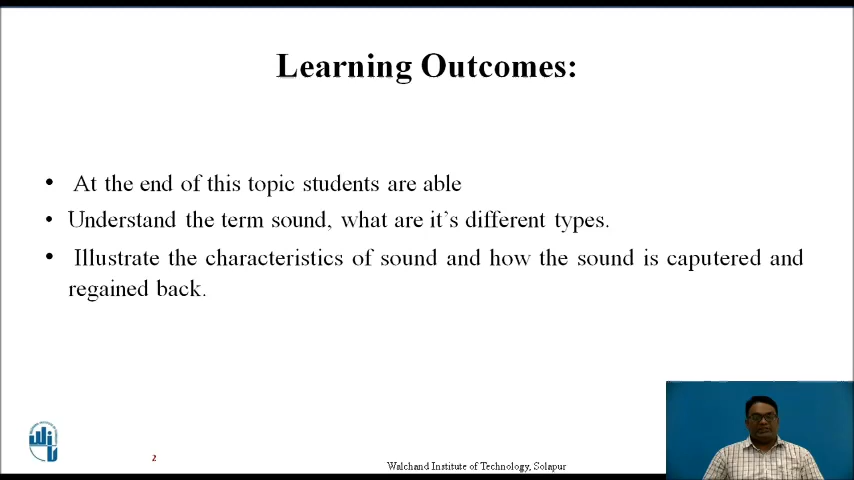 Learning Outcomes:
• At the end of this topic students are able
• Understand the term sound, what are it's different types.
• Illustrate the characteristics of sound and how the sound is caputered and
regained back.
2
Walchand Institute of Technology, Solapur